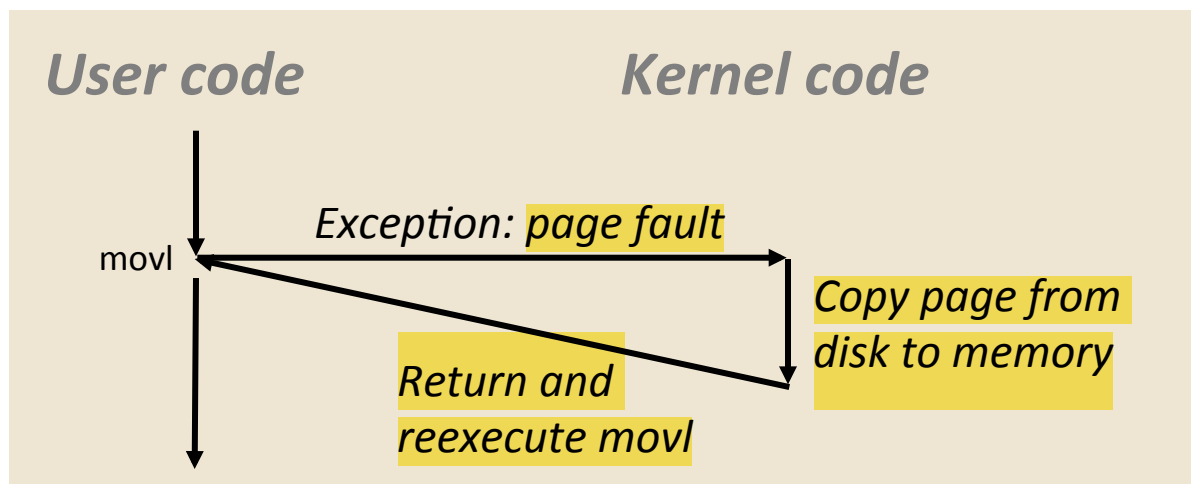 User code
Kernel code
Exception: page fault
movl
Copy page from
disk to memory
Return and
reexecute movl